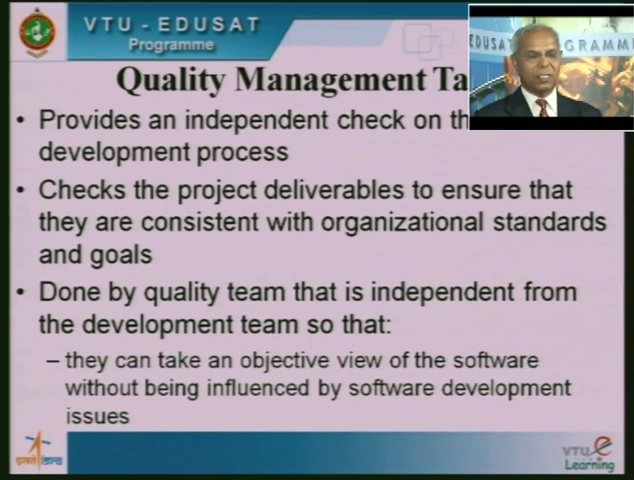 VTU - EDUSAT
Programme
EDUSAT PROGRAMME
Quality Management Ta
• Provides an independent check on th
development process
• Checks the project deliverables to ensure that
they are consistent with organizational standards
and goals
• Done by quality team that is independent from
the development team so that:
– they can take an objective view of the software
without being influenced by software development
issues
VTU e
Learning